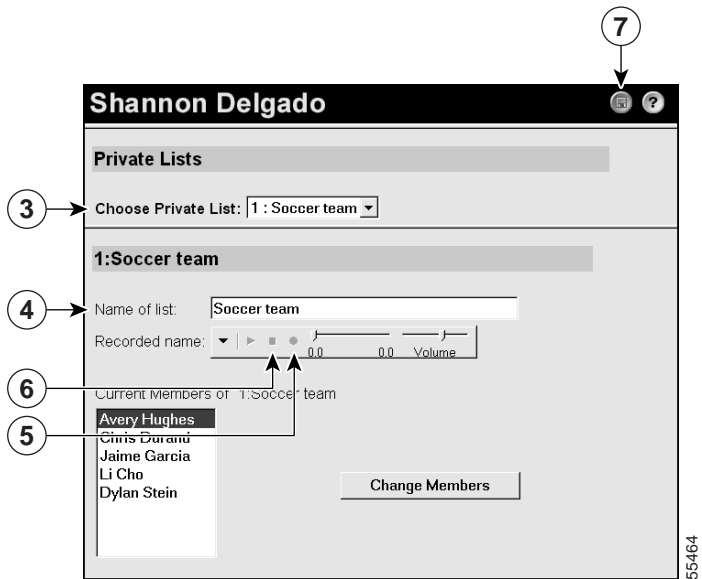 7
Shannon Delgado
?
Private Lists
3
Choose Private List: 1 : Soccer team
1:Soccer team
4
Name of list: Soccer team
Recorded name:
0.0 0.0 Volume
6
Current Members of 1:Soccer team
5
Avery Hughes
Chris Durand
Jaime Garcia
Li Cho
Dylan Stein
Change Members
55464